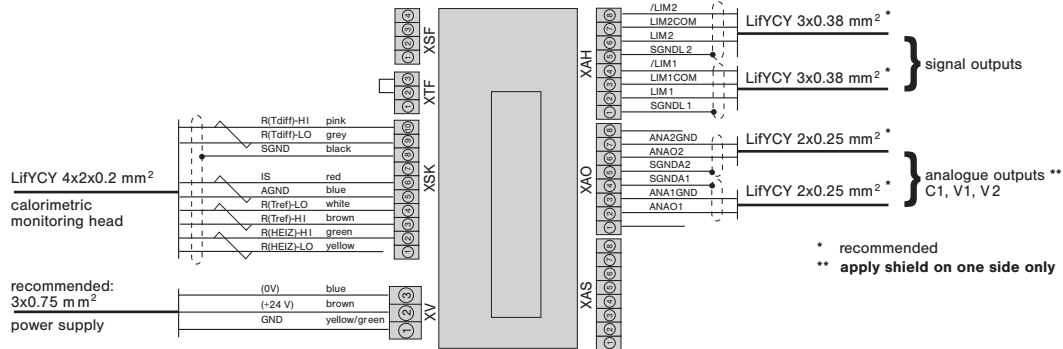 XSF
4
3
2
1
XTF
3
2
1
XSK
10
9
8
7
6
5
4
3
2
1
R(Tdiff)-HI pink
R(Tdiff)-LO grey
SGND black
IS red
AGND blue
R(Tref)-LO white
R(Tref)-HI brown
R(HEIZ)-HI green
R(HEIZ)-LO yellow
LifYCY 4x2x0.2 mm²
calorimetric
monitoring head
recommended:
3x0.75 mm²
power supply
(0V) blue
(+24 V) brown
GND yellow/green
XV
3
2
1
XAH
8
7
6
5
4
3
2
1
/LIM2
LIM2COM
LIM2
SGNDL2
/LIM1
LIM1COM
LIM1
SGNDL1
LifYCY 3x0.38 mm² *
LifYCY 3x0.38 mm² *
signal outputs
XAO
8
7
6
5
4
3
2
1
ANA2GND
ANAO2
SGNDA2
SGNDA1
ANA1GND
ANAO1
LifYCY 2x0.25 mm² *
LifYCY 2x0.25 mm² *
analogue outputs **
C1, V1, V2
XAS
8
7
6
5
4
3
2
1
* recommended
** apply shield on one side only